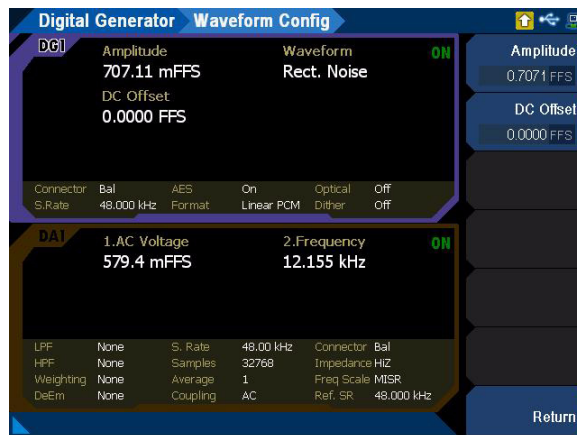 Digital Generator Waveform Config
DG1
Amplitude Waveform ON
707.11 mFFS Rect. Noise
DC Offset
0.0000 FFS
Connector Bal AES On Optical Off
S.Rate 48.000 kHz Format Linear PCM Dither Off
DA1
1.AC Voltage 2.Frequency ON
579.4 mFFS 12.155 kHz
LPF None S. Rate 48.00 kHz Connector Bal
HPF None Samples 32768 Impedance HiZ
Weighting None Average 1 Freq Scale MISR
DeEm None Coupling AC Ref. SR 48.000 kHz
Amplitude
0.7071 FFS
DC Offset
0.0000 FFS
Return